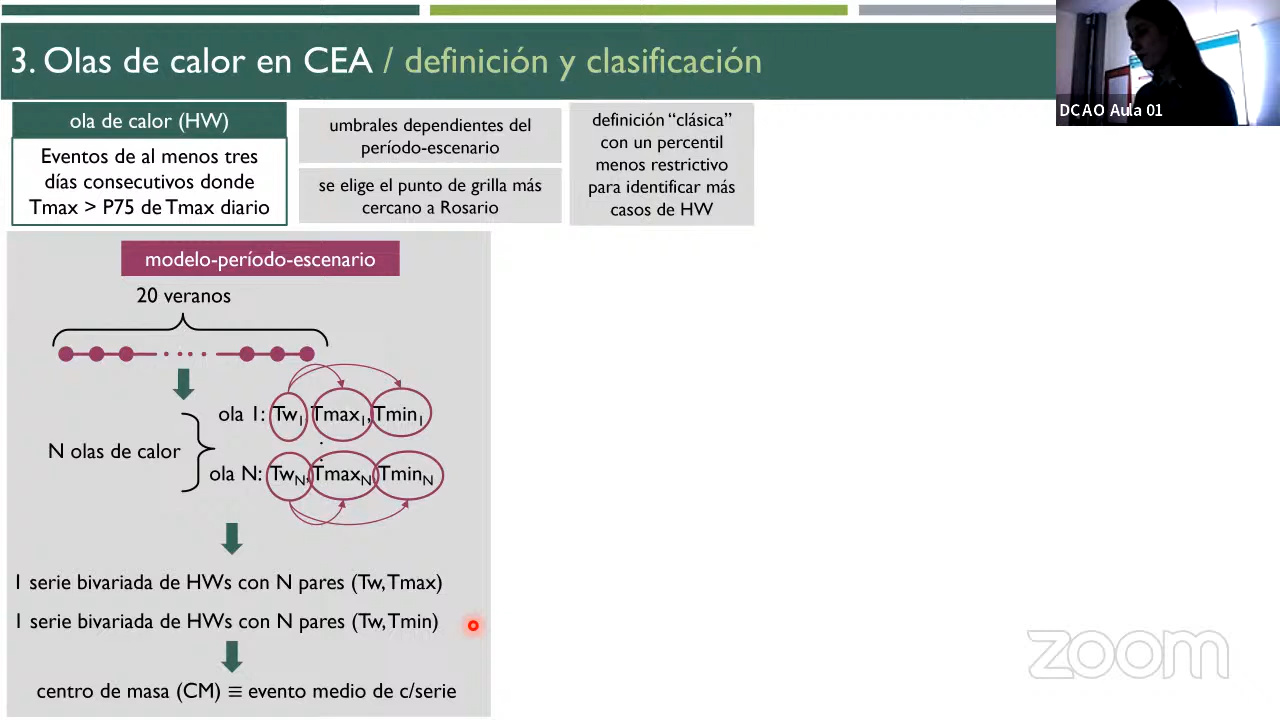 3. Olas de calor en CEA / definición y clasificación
DCAO Aula 01
ola de calor (HW)
Eventos de al menos tres
días consecutivos donde
Tmax > P75 de Tmax diario
umbrales dependientes del
período-escenario
se elige el punto de grilla más
cercano a Rosario
definición “clásica”
con un percentil
menos restrictivo
para identificar más
casos de HW
modelo-período-escenario
20 veranos
N olas de calor
ola 1: Tw1, Tmax1, Tmin1
ola N: TwN, TmaxN, TminN
1 serie bivariada de HWs con N pares (Tw, Tmax)
1 serie bivariada de HWs con N pares (Tw, Tmin)
centro de masa (CM) ≡ evento medio de c/serie
zoom